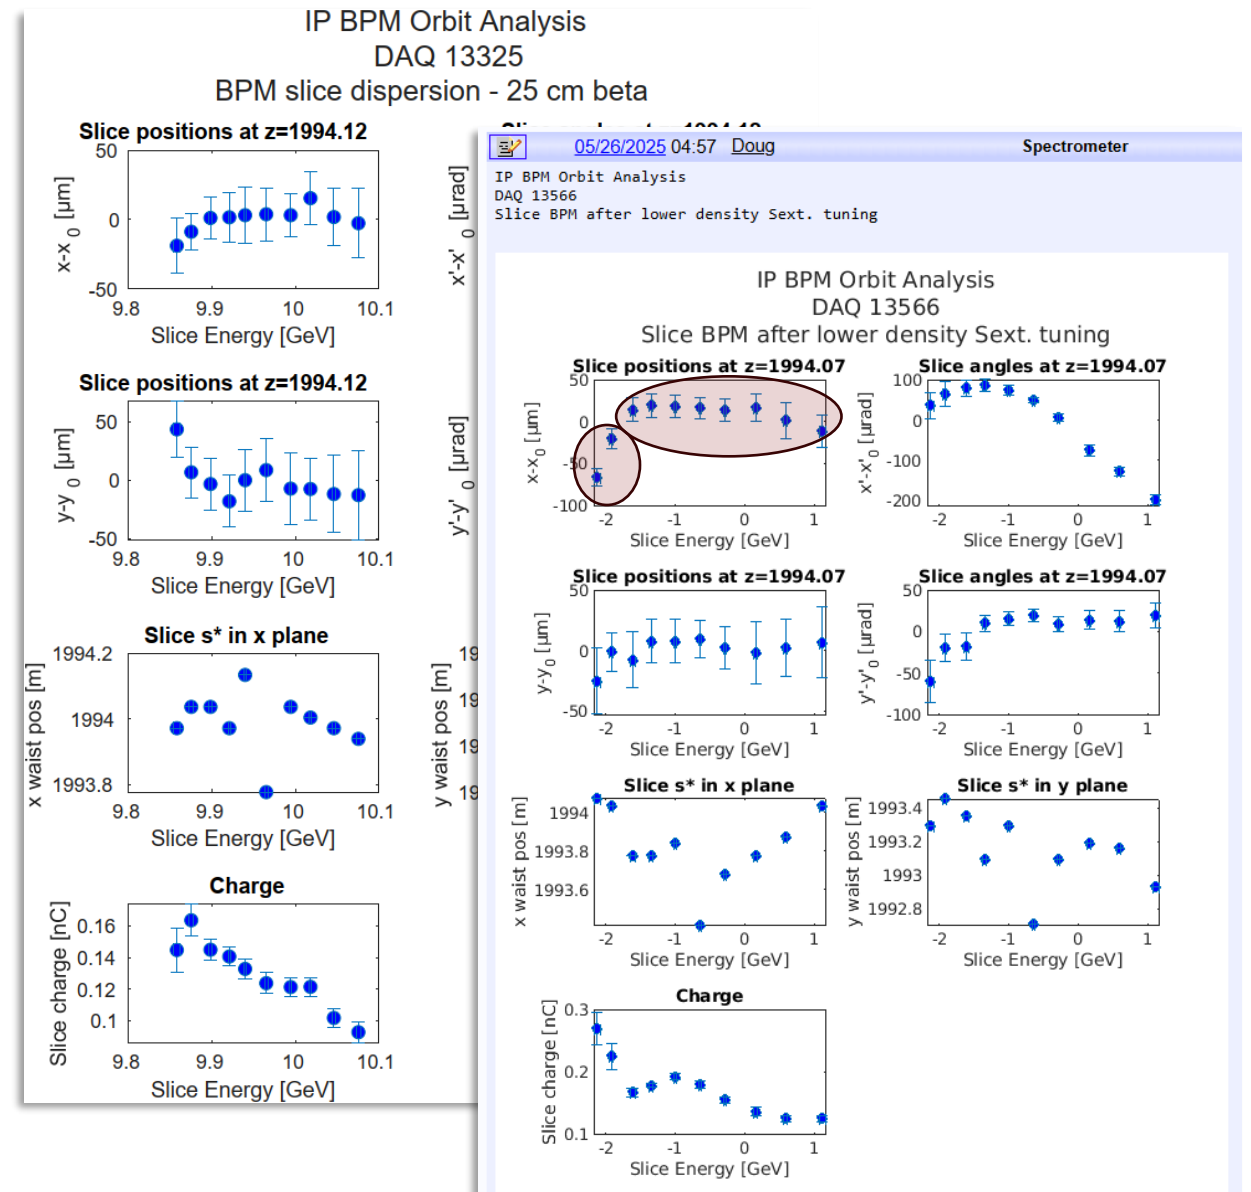 IP BPM Orbit Analysis
DAQ 13325
BPM slice dispersion - 25 cm beta
Slice positions at z=1994.12
50
0
-50
x-x 0 [µm]
9.8 9.9 10 10.1
Slice Energy [GeV]
x'-x' 0 [µrad]
Slice positions at z=1994.12
50
0
-50
y-y 0 [µm]
9.8 9.9 10 10.1
Slice Energy [GeV]
y'-y' 0 [µrad]
Slice s* in x plane
1994.2
1994
1993.8
x waist pos [m]
9.8 9.9 10 10.1
Slice Energy [GeV]
y waist pos [m]
19
19
19
19
Charge
0.16
0.14
0.12
0.1
Slice charge [nC]
9.8 9.9 10 10.1
Slice Energy [GeV]
05/26/2025 04:57 Doug Spectrometer
IP BPM Orbit Analysis
DAQ 13566
Slice BPM after lower density Sext. tuning
IP BPM Orbit Analysis
DAQ 13566
Slice BPM after lower density Sext. tuning
Slice positions at z=1994.07
50
0
-50
-100
x-x 0 [µm]
-2 -1 0 1
Slice Energy [GeV]
Slice angles at z=1994.07
100
0
-100
-200
x'-x' 0 [µrad]
-2 -1 0 1
Slice Energy [GeV]
Slice positions at z=1994.07
50
0
-50
y-y 0 [µm]
-2 -1 0 1
Slice Energy [GeV]
Slice angles at z=1994.07
50
0
-50
-100
y'-y' 0 [µrad]
-2 -1 0 1
Slice Energy [GeV]
Slice s* in x plane
1994
1993.8
1993.6
x waist pos [m]
-2 -1 0 1
Slice Energy [GeV]
Slice s* in y plane
1993.4
1993.2
1993
1992.8
y waist pos [m]
-2 -1 0 1
Slice Energy [GeV]
Charge
0.3
0.2
0.1
Slice charge [nC]
-2 -1 0 1
Slice Energy [GeV]